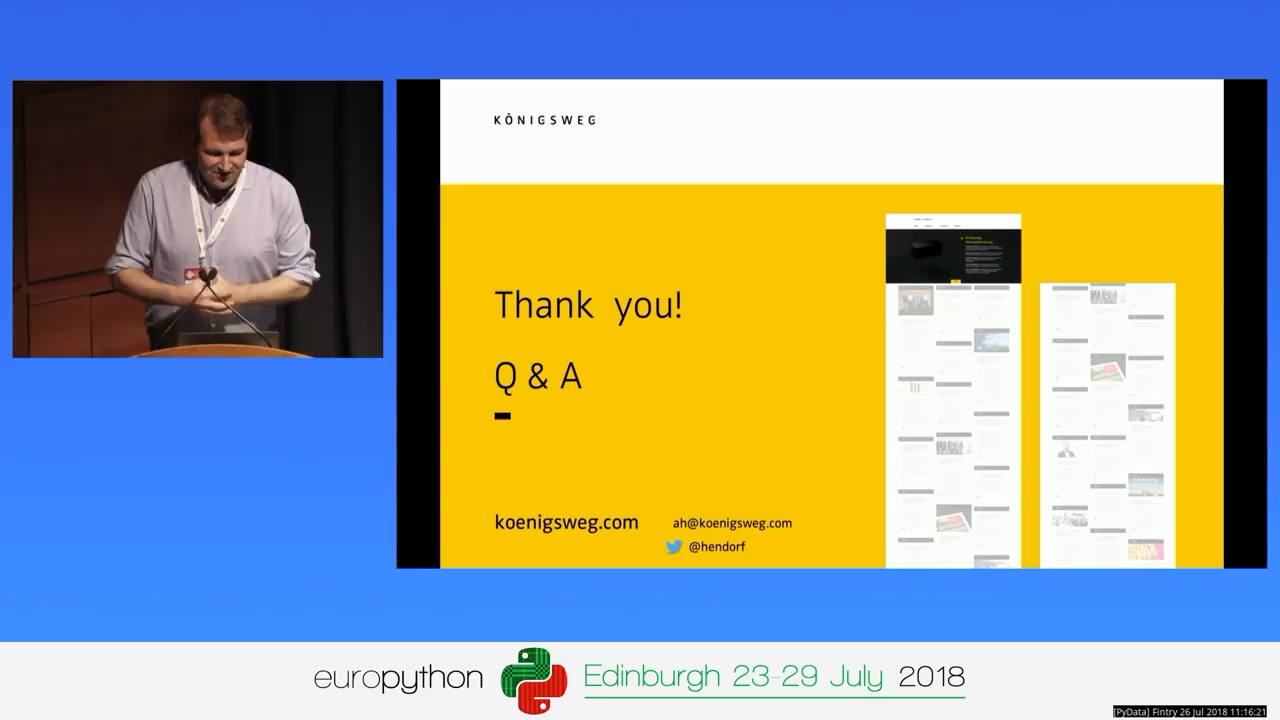 KÖNIGSWEG
Thank you!
Q & A
koenigsweg.com
ah@koenigsweg.com
@hendorf
europython
Edinburgh 23-29 July 2018
[PyData] Fintry 26 Jul 2018 11:16:21